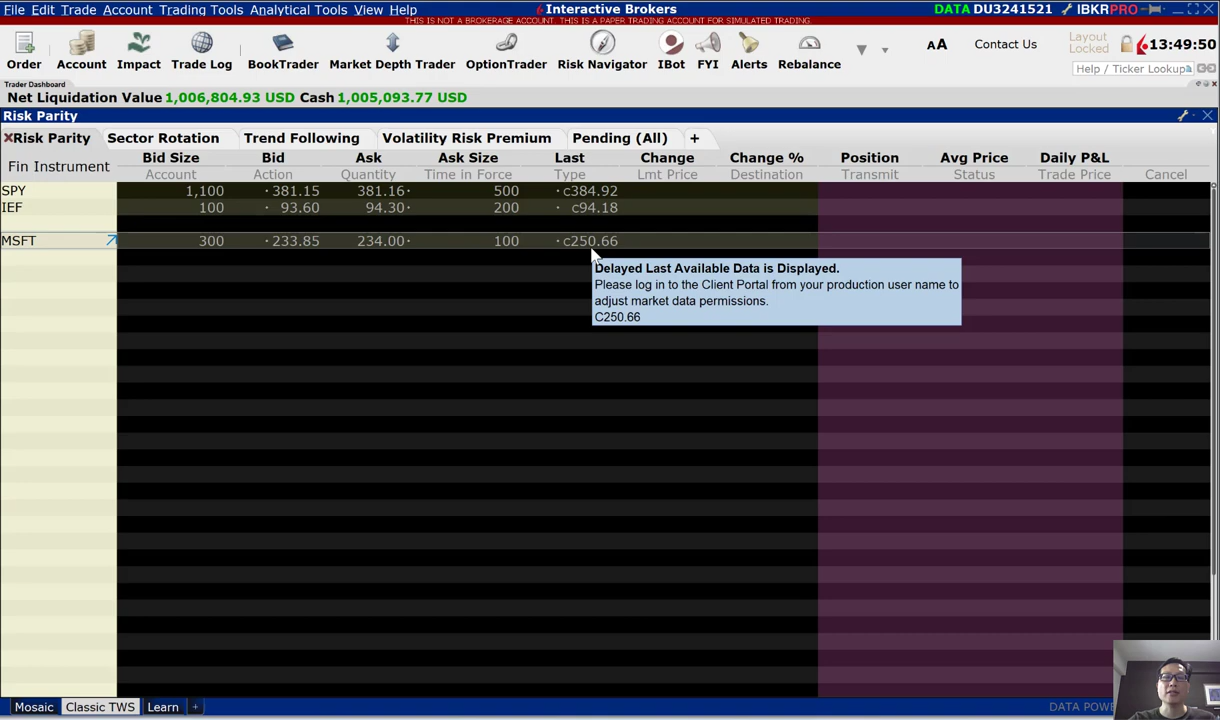 File Edit Trade Account Trading Tools Analytical Tools View Help
Interactive Brokers
DATA DU3241521 IBKRPRO
THIS IS NOT A BROKERAGE ACCOUNT. THIS IS A PAPER TRADING ACCOUNT FOR SIMULATED TRADING.
Order Account Impact Trade Log BookTrader Market Depth Trader OptionTrader Risk Navigator IBot FYI Alerts Rebalance
AA Contact Us
Layout Locked
13:49:50
Help / Ticker Lookup
Trader Dashboard
Net Liquidation Value 1,006,804.93 USD Cash 1,005,093.77 USD
Risk Parity
Risk Parity Sector Rotation Trend Following Volatility Risk Premium Pending (All) +
Fin Instrument
Bid Size Bid Ask Ask Size Last Change Change % Position Avg Price Daily P&L
Account Action Quantity Time in Force Type Lmt Price Destination Transmit Status Trade Price Cancel
SPY 1,100 ·381.15 381.16· 500 ·c384.92
IEF 100 · 93.60 94.30· 200 · c94.18
MSFT 300 ·233.85 234.00· 100 ·c250.66
Delayed Last Available Data is Displayed.
Please log in to the Client Portal from your production user name to
adjust market data permissions.
C250.66
Mosaic Classic TWS Learn +
DATA POWE